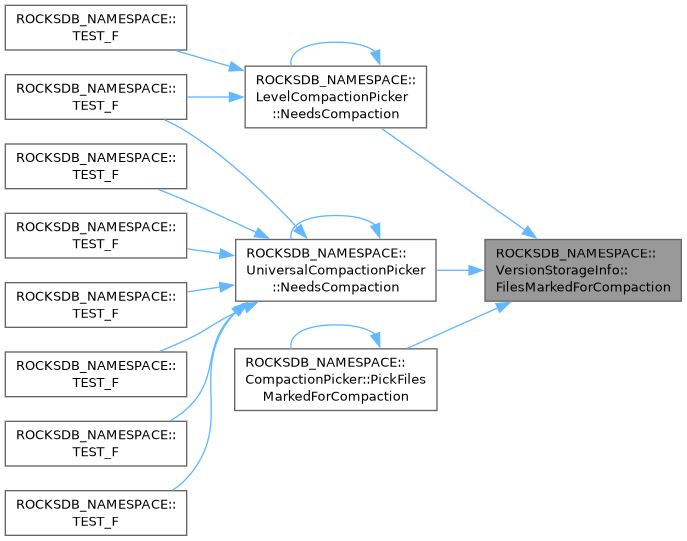 ROCKSDB_NAMESPACE::
TEST_F
ROCKSDB_NAMESPACE::
TEST_F
ROCKSDB_NAMESPACE::
TEST_F
ROCKSDB_NAMESPACE::
TEST_F
ROCKSDB_NAMESPACE::
TEST_F
ROCKSDB_NAMESPACE::
TEST_F
ROCKSDB_NAMESPACE::
TEST_F
ROCKSDB_NAMESPACE::
TEST_F
ROCKSDB_NAMESPACE::
LevelCompactionPicker
::NeedsCompaction
ROCKSDB_NAMESPACE::
UniversalCompactionPicker
::NeedsCompaction
ROCKSDB_NAMESPACE::
CompactionPicker::PickFiles
MarkedForCompaction
ROCKSDB_NAMESPACE::
VersionStorageInfo::
FilesMarkedForCompaction